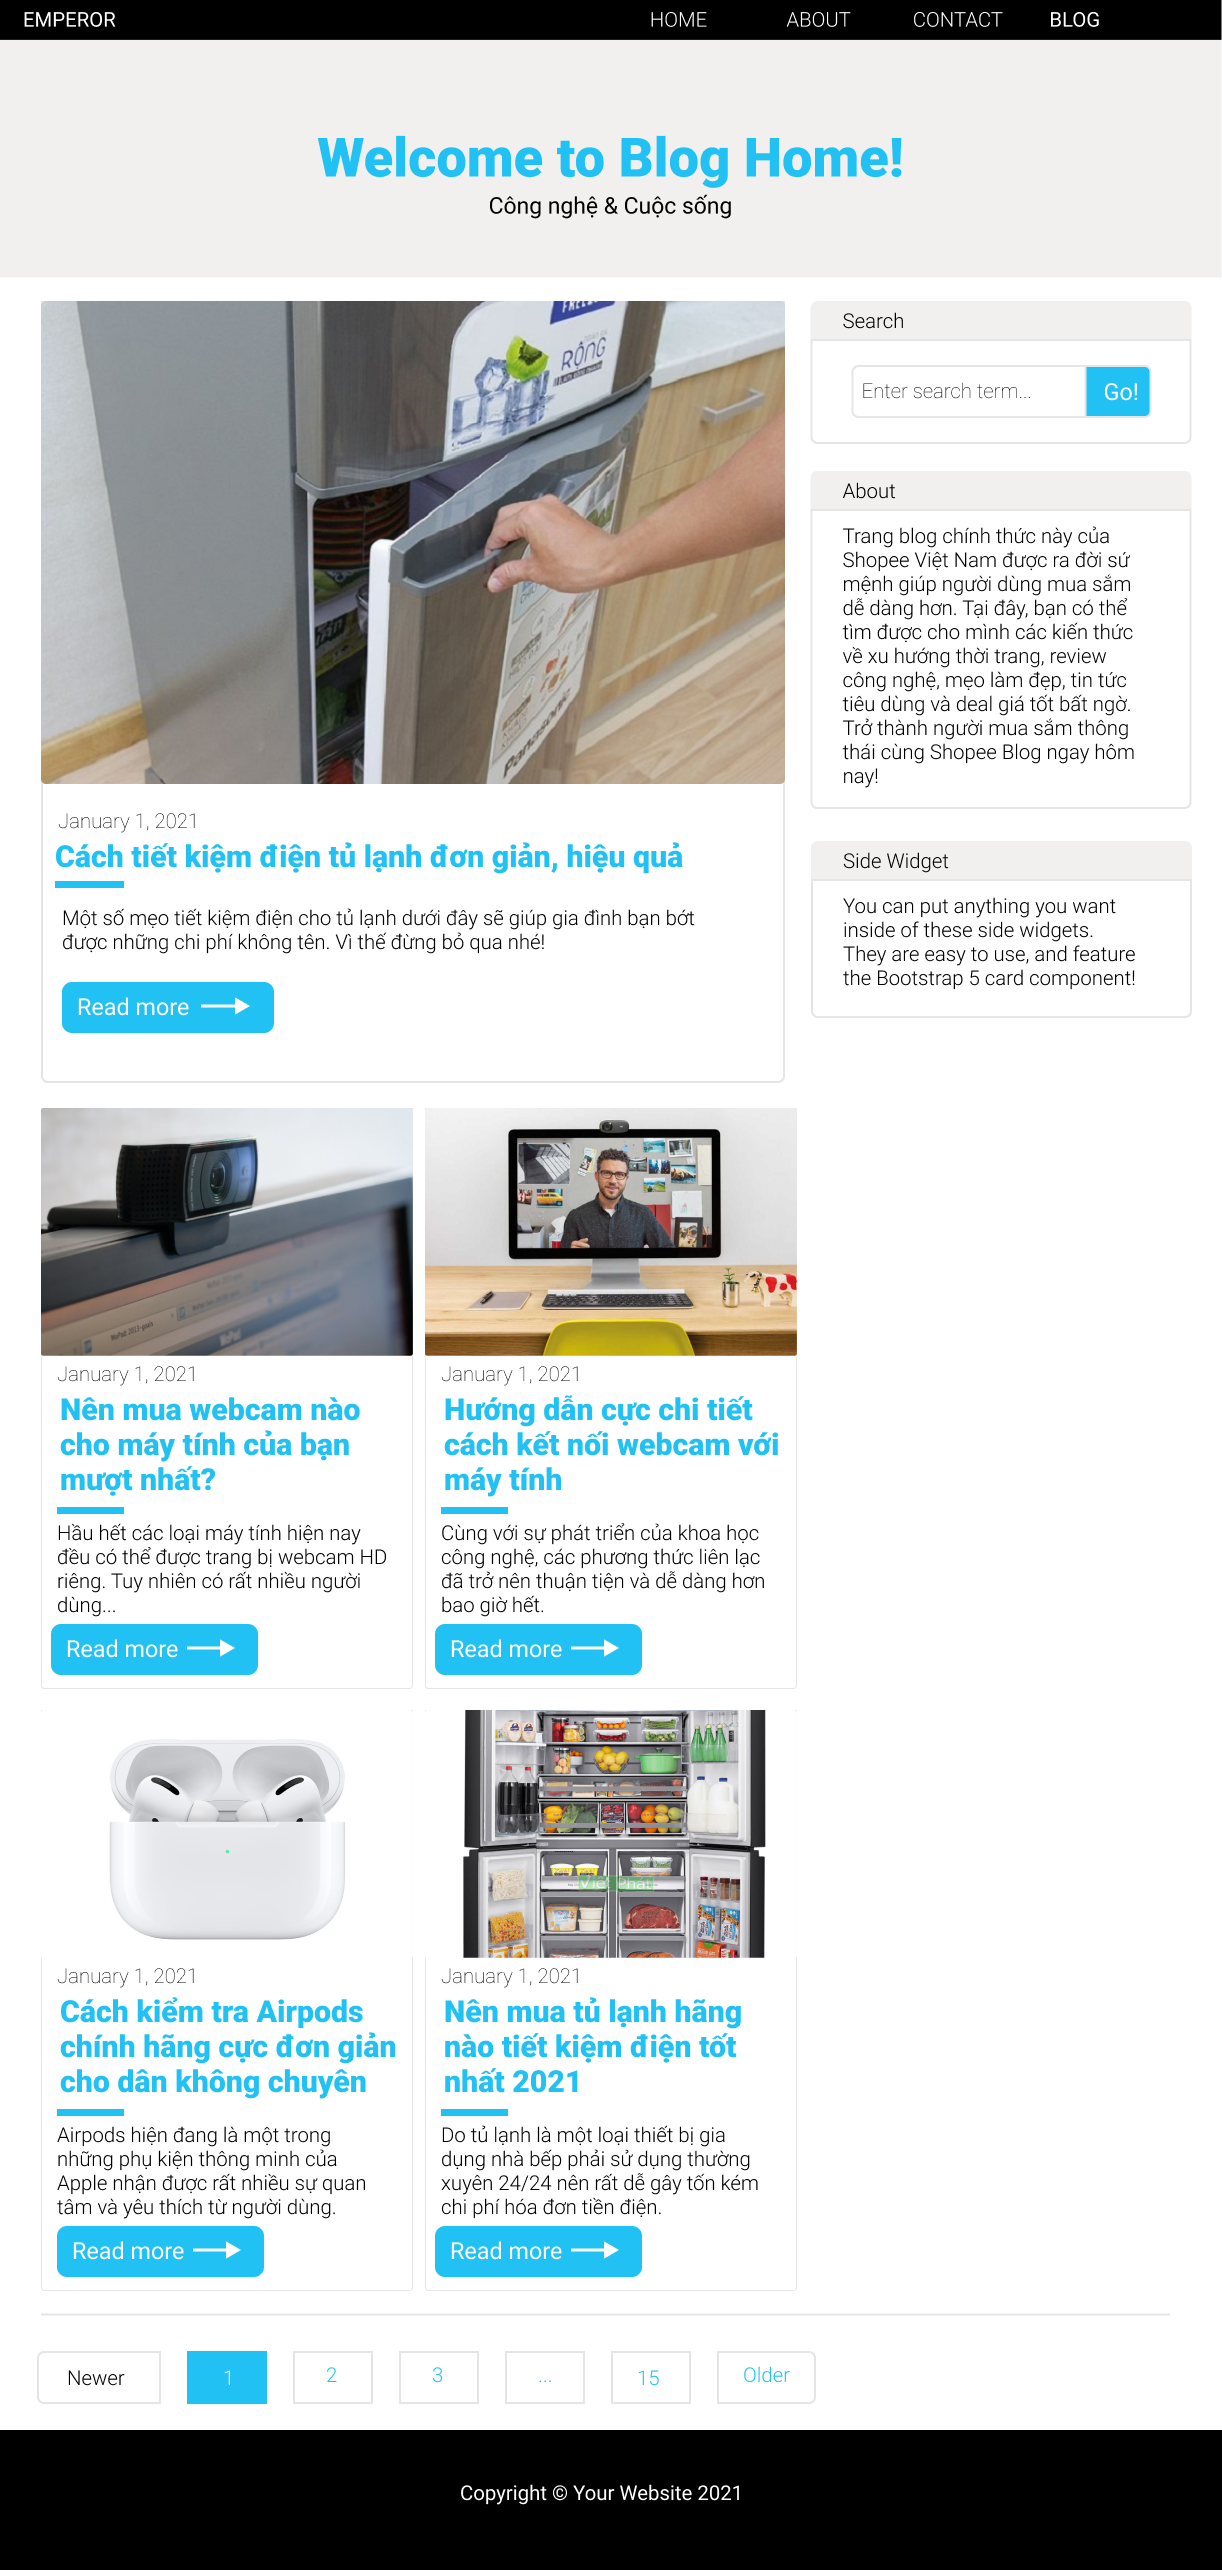 EMPEROR HOME ABOUT CONTACT BLOG
Welcome to Blog Home!
Công nghệ & Cuộc sống
RỘNG
Panasonic
January 1, 2021
Cách tiết kiệm điện tủ lạnh đơn giản, hiệu quả
Một số mẹo tiết kiệm điện cho tủ lạnh dưới đây sẽ giúp gia đình bạn bớt
được những chi phí không tên. Vì thế đừng bỏ qua nhé!
Read more
Search
Enter search term...
Go!
About
Trang blog chính thức này của
Shopee Việt Nam được ra đời sứ
mệnh giúp người dùng mua sắm
dễ dàng hơn. Tại đây, bạn có thể
tìm được cho mình các kiến thức
về xu hướng thời trang, review
công nghệ, mẹo làm đẹp, tin tức
tiêu dùng và deal giá tốt bất ngờ.
Trở thành người mua sắm thông
thái cùng Shopee Blog ngay hôm
nay!
Side Widget
You can put anything you want
inside of these side widgets.
They are easy to use, and feature
the Bootstrap 5 card component!
January 1, 2021
Nên mua webcam nào
cho máy tính của bạn
mượt nhất?
Hầu hết các loại máy tính hiện nay
đều có thể được trang bị webcam HD
riêng. Tuy nhiên có rất nhiều người
dùng...
Read more
January 1, 2021
Hướng dẫn cực chi tiết
cách kết nối webcam với
máy tính
Cùng với sự phát triển của khoa học
công nghệ, các phương thức liên lạc
đã trở nên thuận tiện và dễ dàng hơn
bao giờ hết.
Read more
January 1, 2021
Cách kiểm tra Airpods
chính hãng cực đơn giản
cho dân không chuyên
Airpods hiện đang là một trong
những phụ kiện thông minh của
Apple nhận được rất nhiều sự quan
tâm và yêu thích từ người dùng.
Read more
Việt Phát
January 1, 2021
Nên mua tủ lạnh hãng
nào tiết kiệm điện tốt
nhất 2021
Do tủ lạnh là một loại thiết bị gia
dụng nhà bếp phải sử dụng thường
xuyên 24/24 nên rất dễ gây tốn kém
chi phí hóa đơn tiền điện.
Read more
Newer 1 2 3 ... 15 Older
Copyright © Your Website 2021